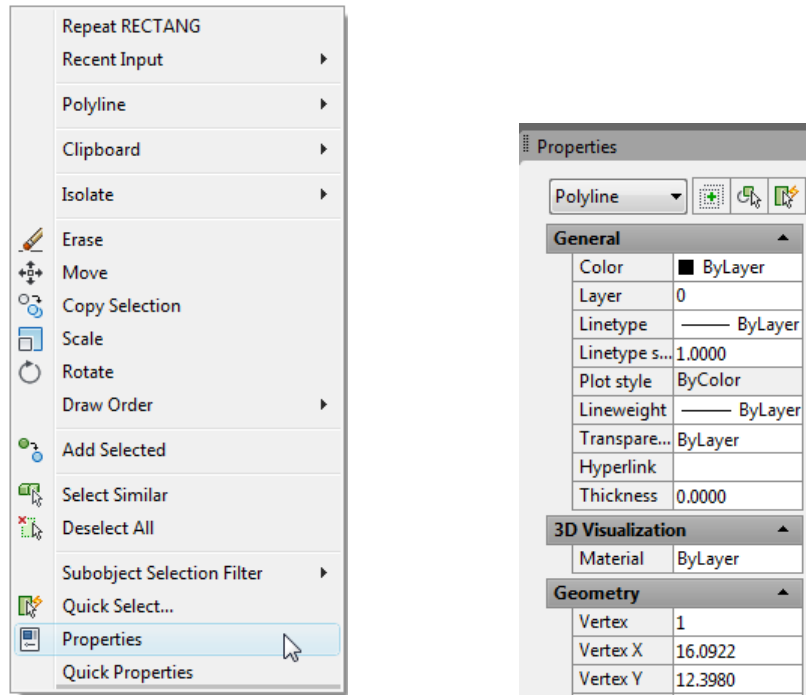 Repeat RECTANG
Recent Input
Polyline
Clipboard
Isolate
Erase
Move
Copy Selection
Scale
Rotate
Draw Order
Add Selected
Select Similar
Deselect All
Subobject Selection Filter
Quick Select...
Properties
Quick Properties
Properties
Polyline
General
Color ByLayer
Layer 0
Linetype ByLayer
Linetype s... 1.0000
Plot style ByColor
Lineweight ByLayer
Transpare... ByLayer
Hyperlink
Thickness 0.0000
3D Visualization
Material ByLayer
Geometry
Vertex 1
Vertex X 16.0922
Vertex Y 12.3980